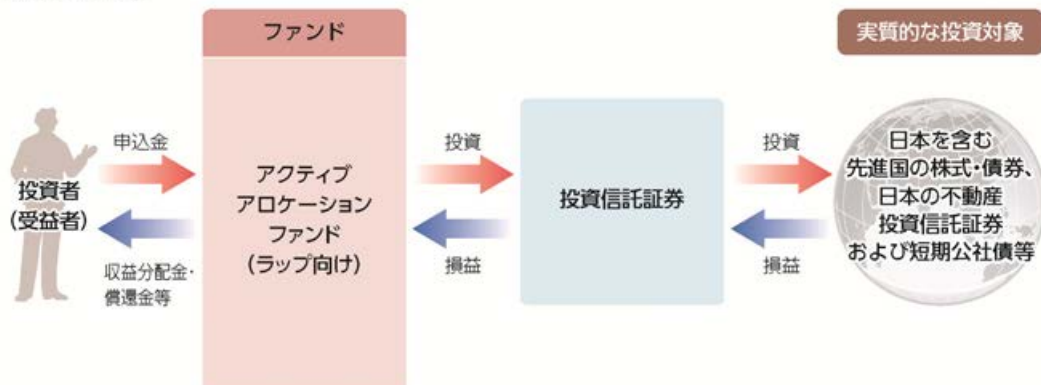 ファンド
実質的な投資対象
申込金
投資者
(受益者)
収益分配金・
償還金等
アクティブ
アロケーション
ファンド
(ラップ向け)
投資
損益
投資信託証券
投資
損益
日本を含む
先進国の株式・債券、
日本の不動産
投資信託証券
および短期公社債等